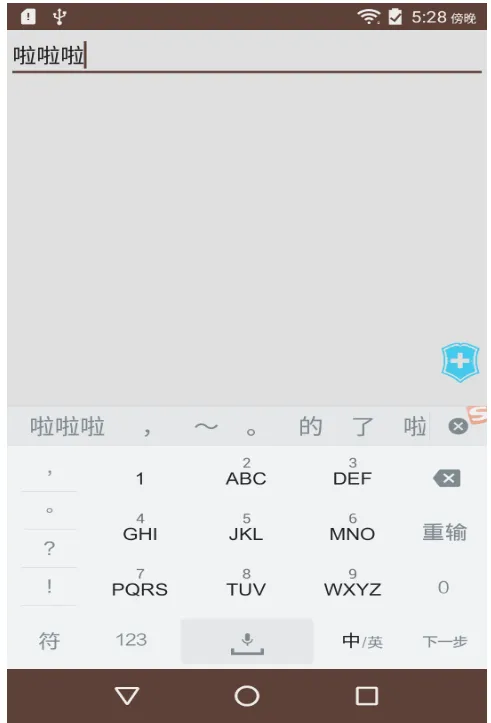 5:28 傍晚
啦啦啦
啦啦啦 ， ～ 。 的 了 啦
， 1 2 ABC 3 DEF
。 4 GHI 5 JKL 6 MNO 重输
？
！ 7 PQRS 8 TUV 9 WXYZ 0
符 123 中/英 下一步